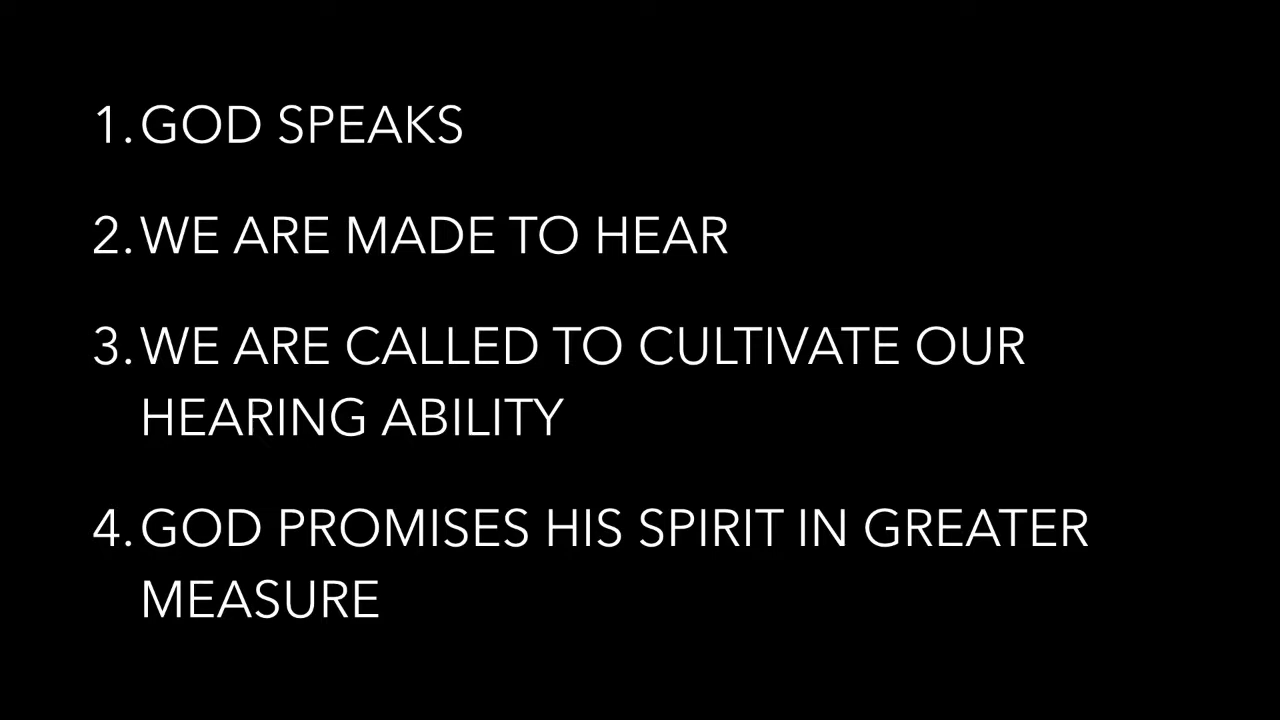 1. GOD SPEAKS
2. WE ARE MADE TO HEAR
3. WE ARE CALLED TO CULTIVATE OUR
HEARING ABILITY
4. GOD PROMISES HIS SPIRIT IN GREATER
MEASURE